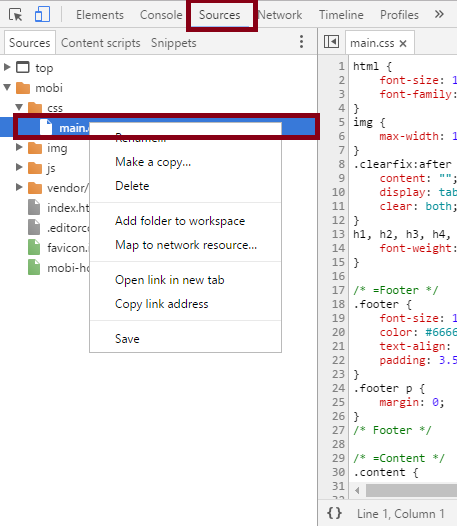 Elements Console Sources Network Timeline Profiles »
Sources Content scripts Snippets
main.css ×
top
mobi
css
main.
img
js
vendor/
index.ht
.editorco
favicon.
mobi-ho
Rename...
Make a copy...
Delete
Add folder to workspace
Map to network resource...
Open link in new tab
Copy link address
Save
1 html {
2 font-size: 1
3 font-family:
4 }
5 img {
6 max-width: 1
7 }
8 .clearfix:after
9 content: "";
10 display: tab
11 clear: both;
12 }
13 h1, h2, h3, h4,
14 font-weight:
15 }
16
17 /* =Footer */
18 .footer {
19 font-size: 1
20 color: #6666
21 text-align:
22 padding: 3.5
23 }
24 .footer p {
25 margin: 0;
26 }
27 /* Footer */
28
29 /* =Content */
30 .content {
31
{} Line 1, Column 1